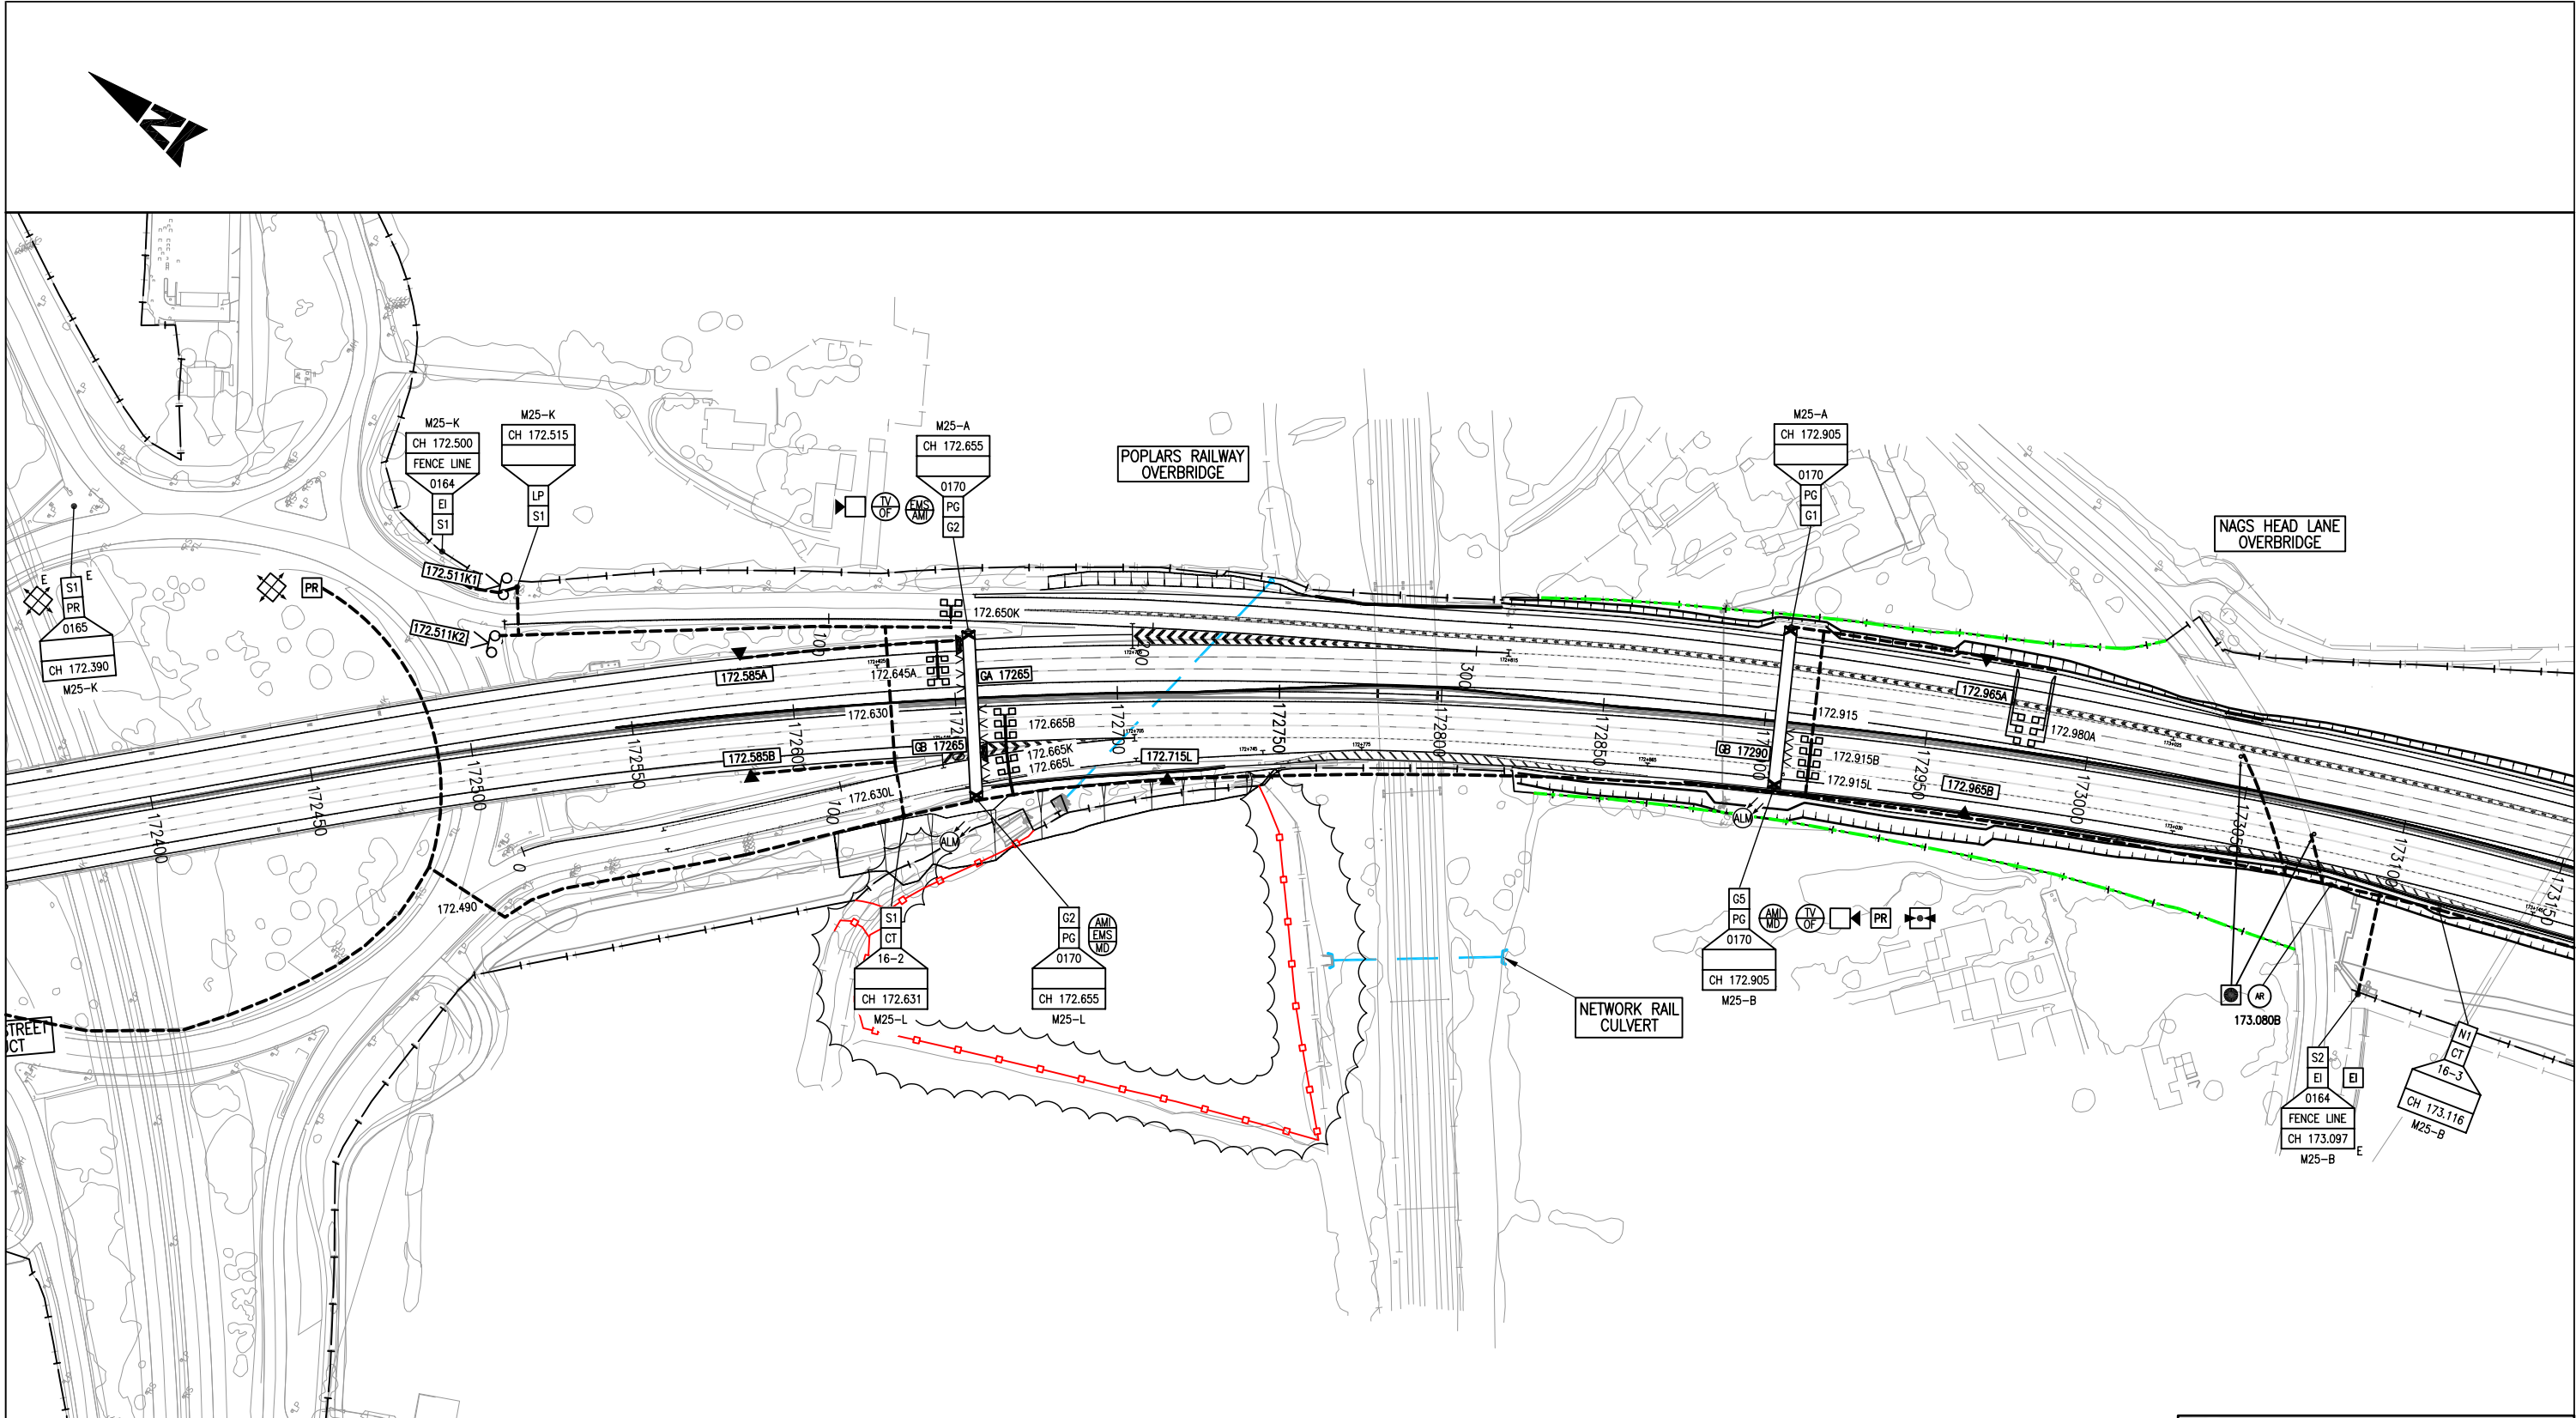 N
M25-K
CH 172.500
FENCE LINE
0164
EI
S1
M25-K
CH 172.515
LP
S1
M25-A
CH 172.655
0170
PG
G2
TV
OF
EMS
AMI
POPLARS RAILWAY
OVERBRIDGE
M25-A
CH 172.905
0170
PG
G1
NAGS HEAD LANE
OVERBRIDGE
E
E
S1
PR
0165
CH 172.390
M25-K
PR
172.511K1
172.511K2
172.650K
172.585A
172.645A
GA 17265
172.630
172.665B
GB 17265
172.665K
172.665L
172.585B
172.630L
172.715L
172.490
172.915
GB 17290
172.915B
172.915L
172.965A
172.980A
172.965B
100
300
0
100
172400
172450
172500
172550
172600
172700
172750
172800
172850
172950
173000
173100
173150
ALM
ALM
S1
CT
16-2
CH 172.631
M25-L
G2
PG
0170
CH 172.655
M25-L
AMI
EMS
MD
G5
PG
0170
CH 172.905
M25-B
AMI
MD
TV
OF
PR
NETWORK RAIL
CULVERT
AR
173.080B
S2
EI
0164
FENCE LINE
CH 173.097
M25-B
E
EI
N1
CT
16-3
CH 173.116
M25-B
STREET